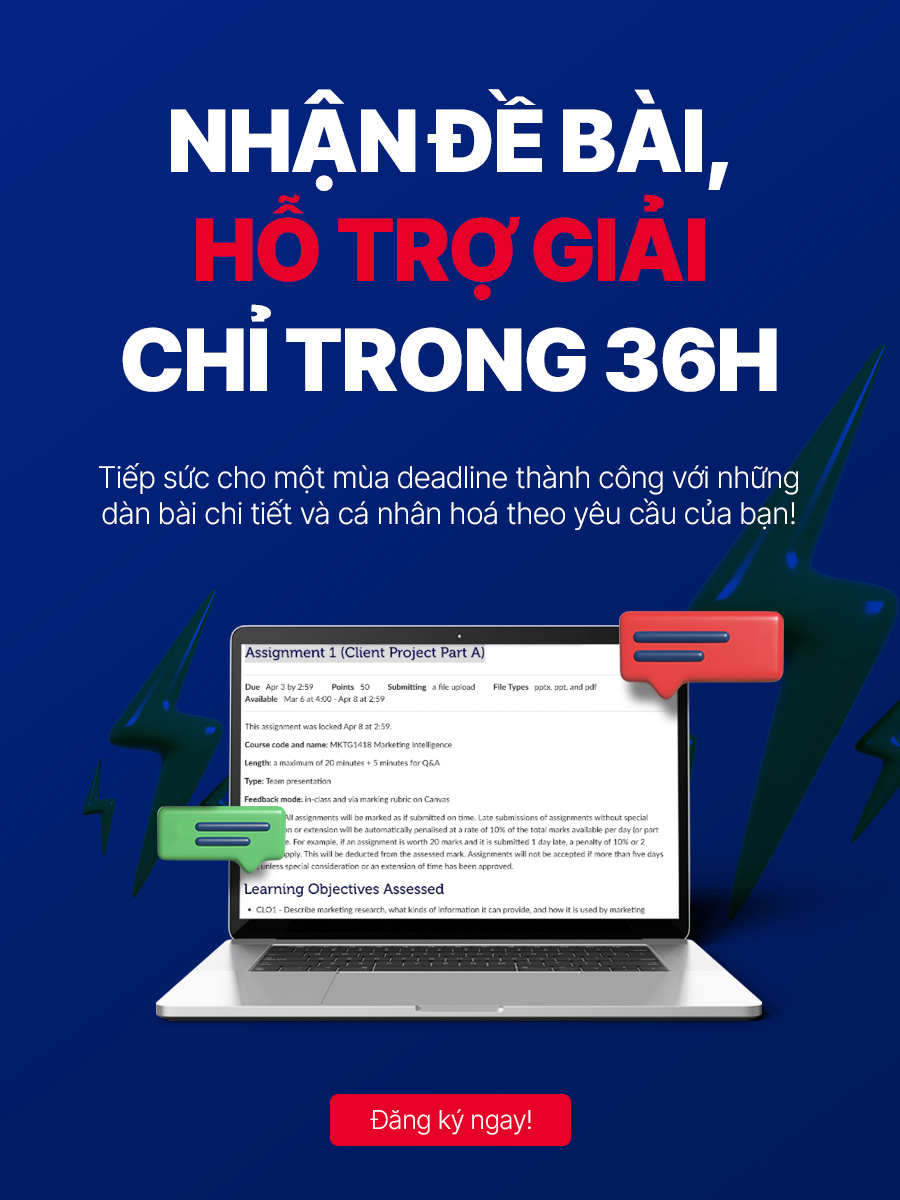 NHẬN ĐỀ BÀI,
HỖ TRỢ GIẢI
CHỈ TRONG 36H
Tiếp sức cho một mùa deadline thành công với những
dàn bài chi tiết và cá nhân hoá theo yêu cầu của bạn!
Assignment 1 (Client Project Part A)
Due Apr 3 by 2:59 Points 50 Submitting a file upload File Types pptx, ppt, and pdf
Available Mar 6 at 4:00 - Apr 8 at 2:59
This assignment was locked Apr 8 at 2:59.
Course code and name: MKTG1418 Marketing Intelligence
Length: a maximum of 20 minutes + 5 minutes for Q&A
Type: Team presentation
Feedback mode: in-class and via marking rubric on Canvas
All assignments will be marked as if submitted on time. Late submissions of assignments without special
or extension will be automatically penalised at a rate of 10% of the total marks available per day (or part
For example, if an assignment is worth 20 marks and it is submitted 1 day late, a penalty of 10% or 2
apply. This will be deducted from the assessed mark. Assignments will not be accepted if more than five days
unless special consideration or an extension of time has been approved.
Learning Objectives Assessed
• CLO1 - Describe marketing research, what kinds of information it can provide, and how it is used by marketing
Đăng ký ngay!